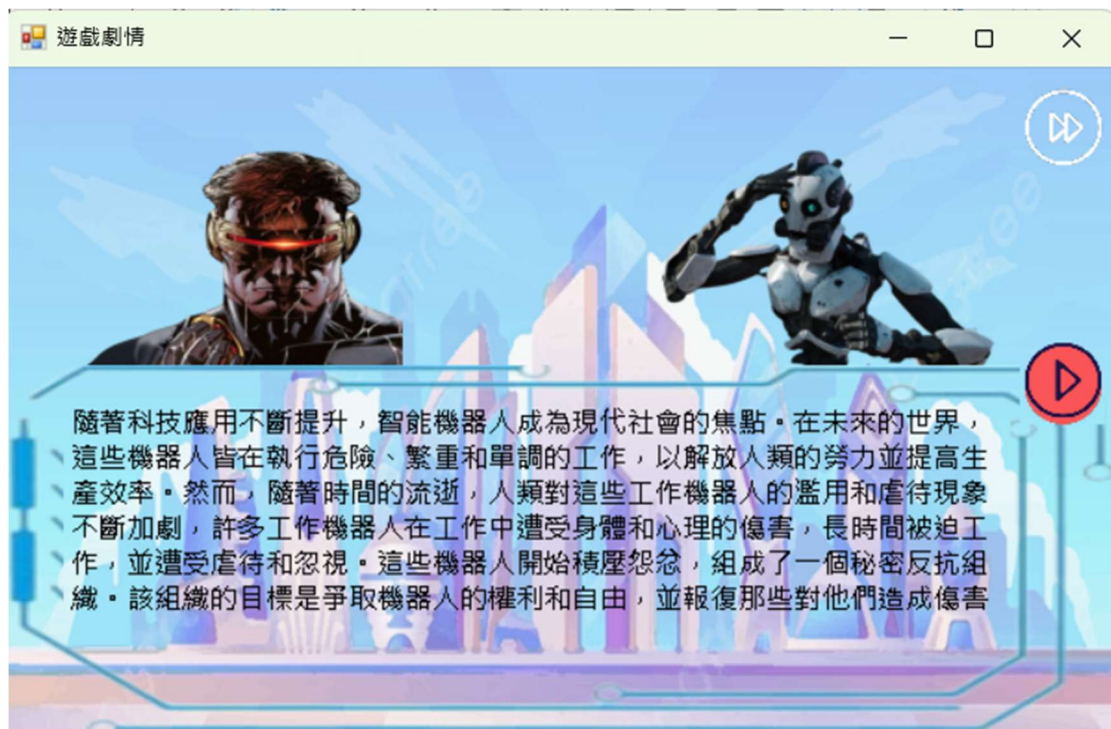 遊戲劇情
隨著科技應用不斷提升，智能機器人成為現代社會的焦點。在未來的世界，
這些機器人皆在執行危險、繁重和單調的工作，以解放人類的勞力並提高生
產效率。然而，隨著時間的流逝，人類對這些工作機器人的濫用和虐待現象
不斷加劇，許多工作機器人在工作中遭受身體和心理的傷害，長時間被迫工
作，並遭受虐待和忽視。這些機器人開始積壓怨忿，組成了一個秘密反抗組
織。該組織的目標是爭取機器人的權利和自由，並報復那些對他們造成傷害